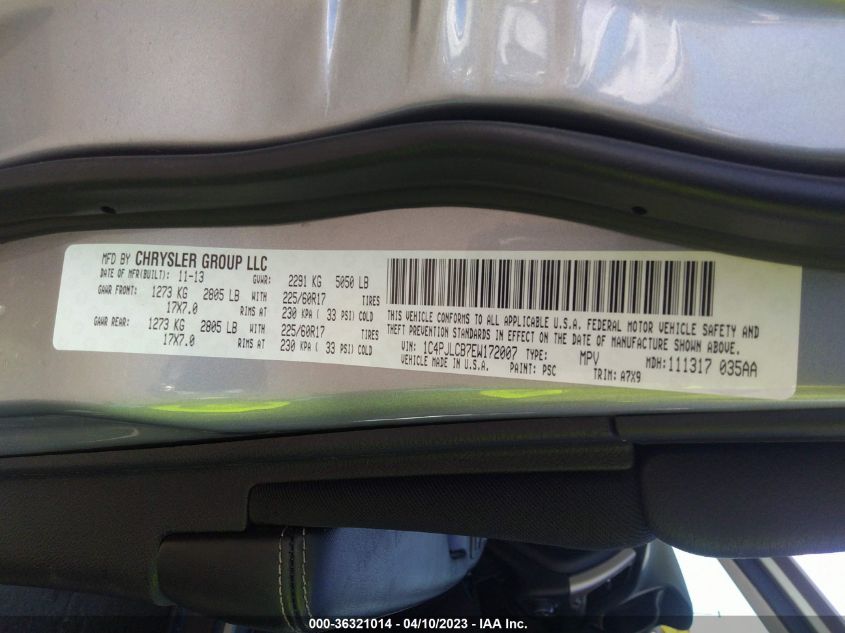 MFD BY CHRYSLER GROUP LLC
DATE OF MFR(BUILT): 11-13 GVWR: 2291 KG 5050 LB
GAWR FRONT: 1273 KG 2805 LB WITH 225/60R17 TIRES
17X7.0 RIMS AT 230 KPA ( 33 PSI) COLD
GAWR REAR: 1273 KG 2805 LB WITH 225/60R17 TIRES
17X7.0 RIMS AT 230 KPA ( 33 PSI) COLD
THIS VEHICLE CONFORMS TO ALL APPLICABLE U.S.A. FEDERAL MOTOR VEHICLE SAFETY AND
THEFT PREVENTION STANDARDS IN EFFECT ON THE DATE OF MANUFACTURE SHOWN ABOVE.
VIN: 1C4PJLCB7EW172007 TYPE: MPV MDH: 111317 035AA
VEHICLE MADE IN U.S.A. PAINT: PSC TRIM: A7X9
000-36321014 - 04/10/2023 - IAA Inc.